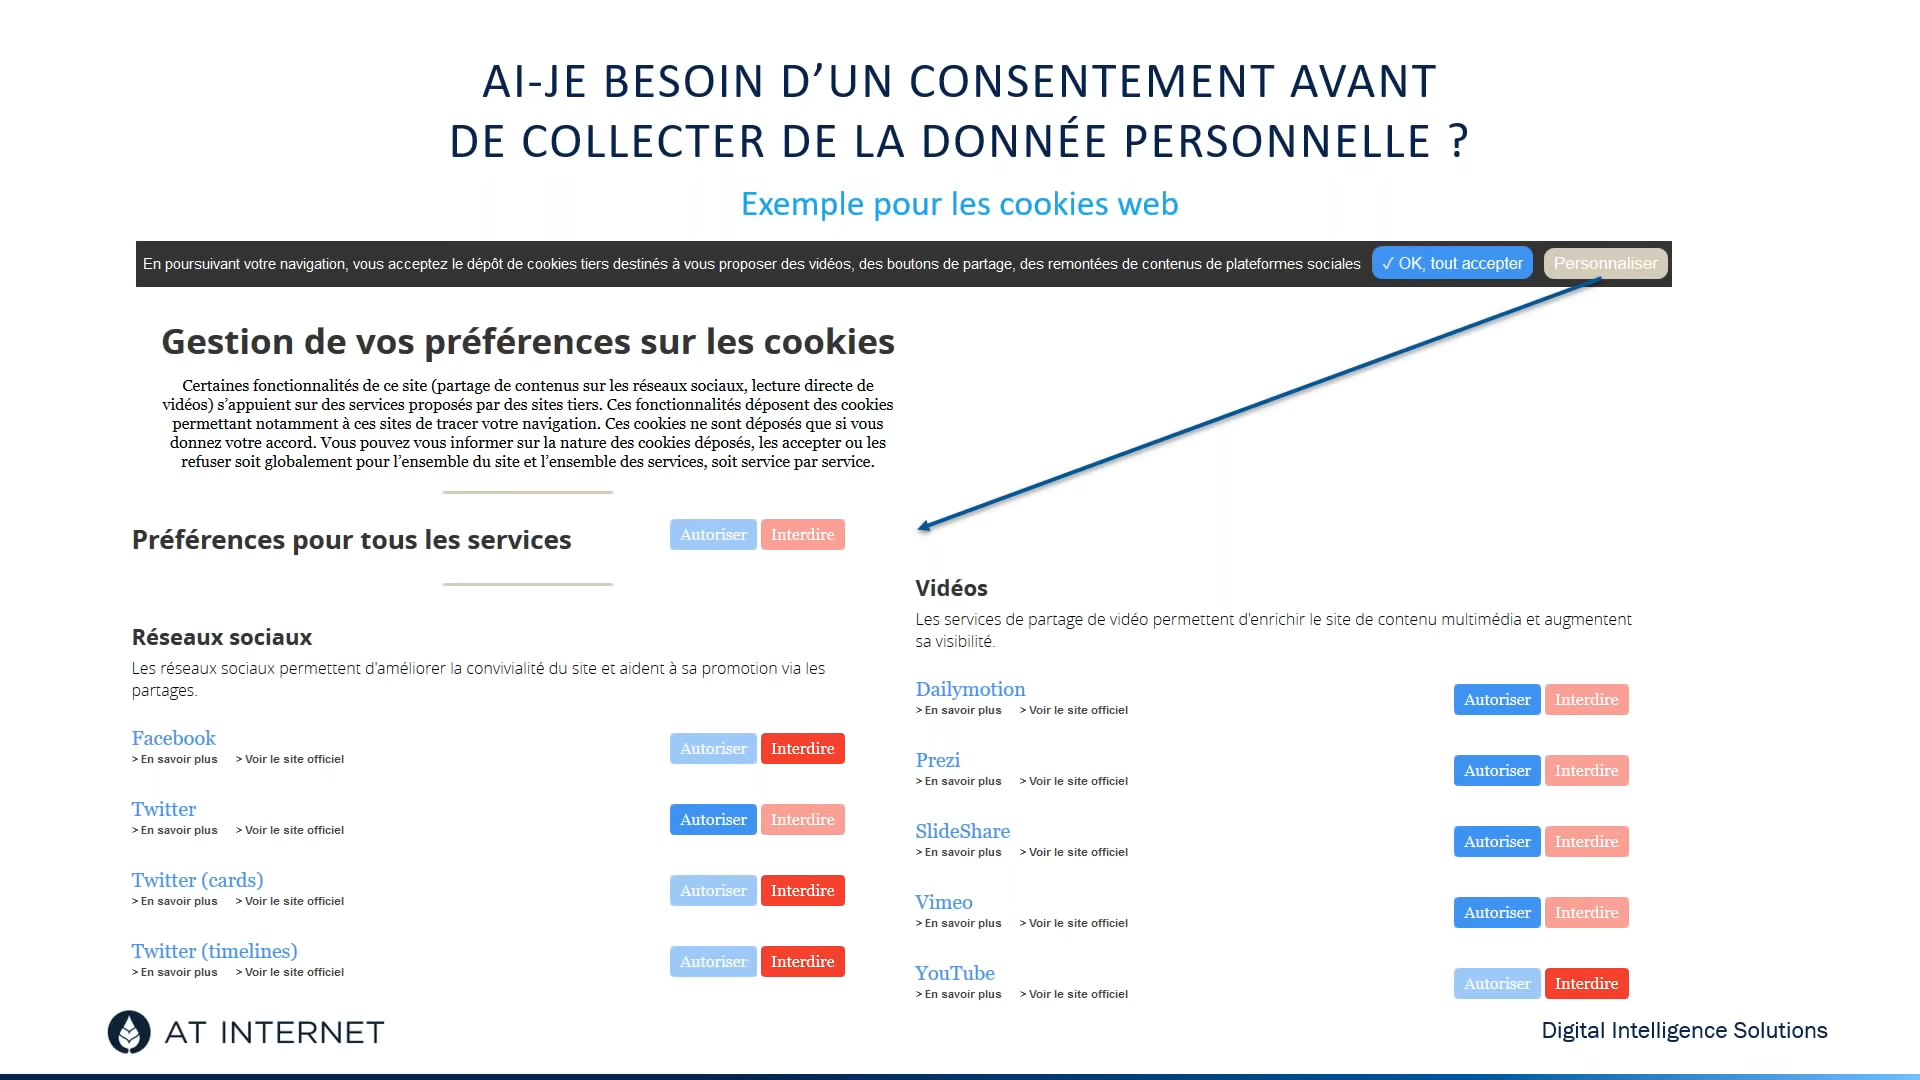 AI-JE BESOIN D’UN CONSENTEMENT AVANT
DE COLLECTER DE LA DONNÉE PERSONNELLE ?
Exemple pour les cookies web
En poursuivant votre navigation, vous acceptez le dépôt de cookies tiers destinés à vous proposer des vidéos, des boutons de partage, des remontées de contenus de plateformes sociales
✓ OK, tout accepter
Personnaliser
Gestion de vos préférences sur les cookies
Certaines fonctionnalités de ce site (partage de contenus sur les réseaux sociaux, lecture directe de
vidéos) s’appuient sur des services proposés par des sites tiers. Ces fonctionnalités déposent des cookies
permettant notamment à ces sites de tracer votre navigation. Ces cookies ne sont déposés que si vous
donnez votre accord. Vous pouvez vous informer sur la nature des cookies déposés, les accepter ou les
refuser soit globalement pour l’ensemble du site et l’ensemble des services, soit service par service.
Préférences pour tous les services
Autoriser Interdire
Réseaux sociaux
Les réseaux sociaux permettent d'améliorer la convivialité du site et aident à sa promotion via les
partages.
Facebook
> En savoir plus > Voir le site officiel
Autoriser Interdire
Twitter
> En savoir plus > Voir le site officiel
Autoriser Interdire
Twitter (cards)
> En savoir plus > Voir le site officiel
Autoriser Interdire
Twitter (timelines)
> En savoir plus > Voir le site officiel
Autoriser Interdire
Vidéos
Les services de partage de vidéo permettent d'enrichir le site de contenu multimédia et augmentent
sa visibilité.
Dailymotion
> En savoir plus > Voir le site officiel
Autoriser Interdire
Prezi
> En savoir plus > Voir le site officiel
Autoriser Interdire
SlideShare
> En savoir plus > Voir le site officiel
Autoriser Interdire
Vimeo
> En savoir plus > Voir le site officiel
Autoriser Interdire
YouTube
> En savoir plus > Voir le site officiel
Autoriser Interdire
AT INTERNET
Digital Intelligence Solutions